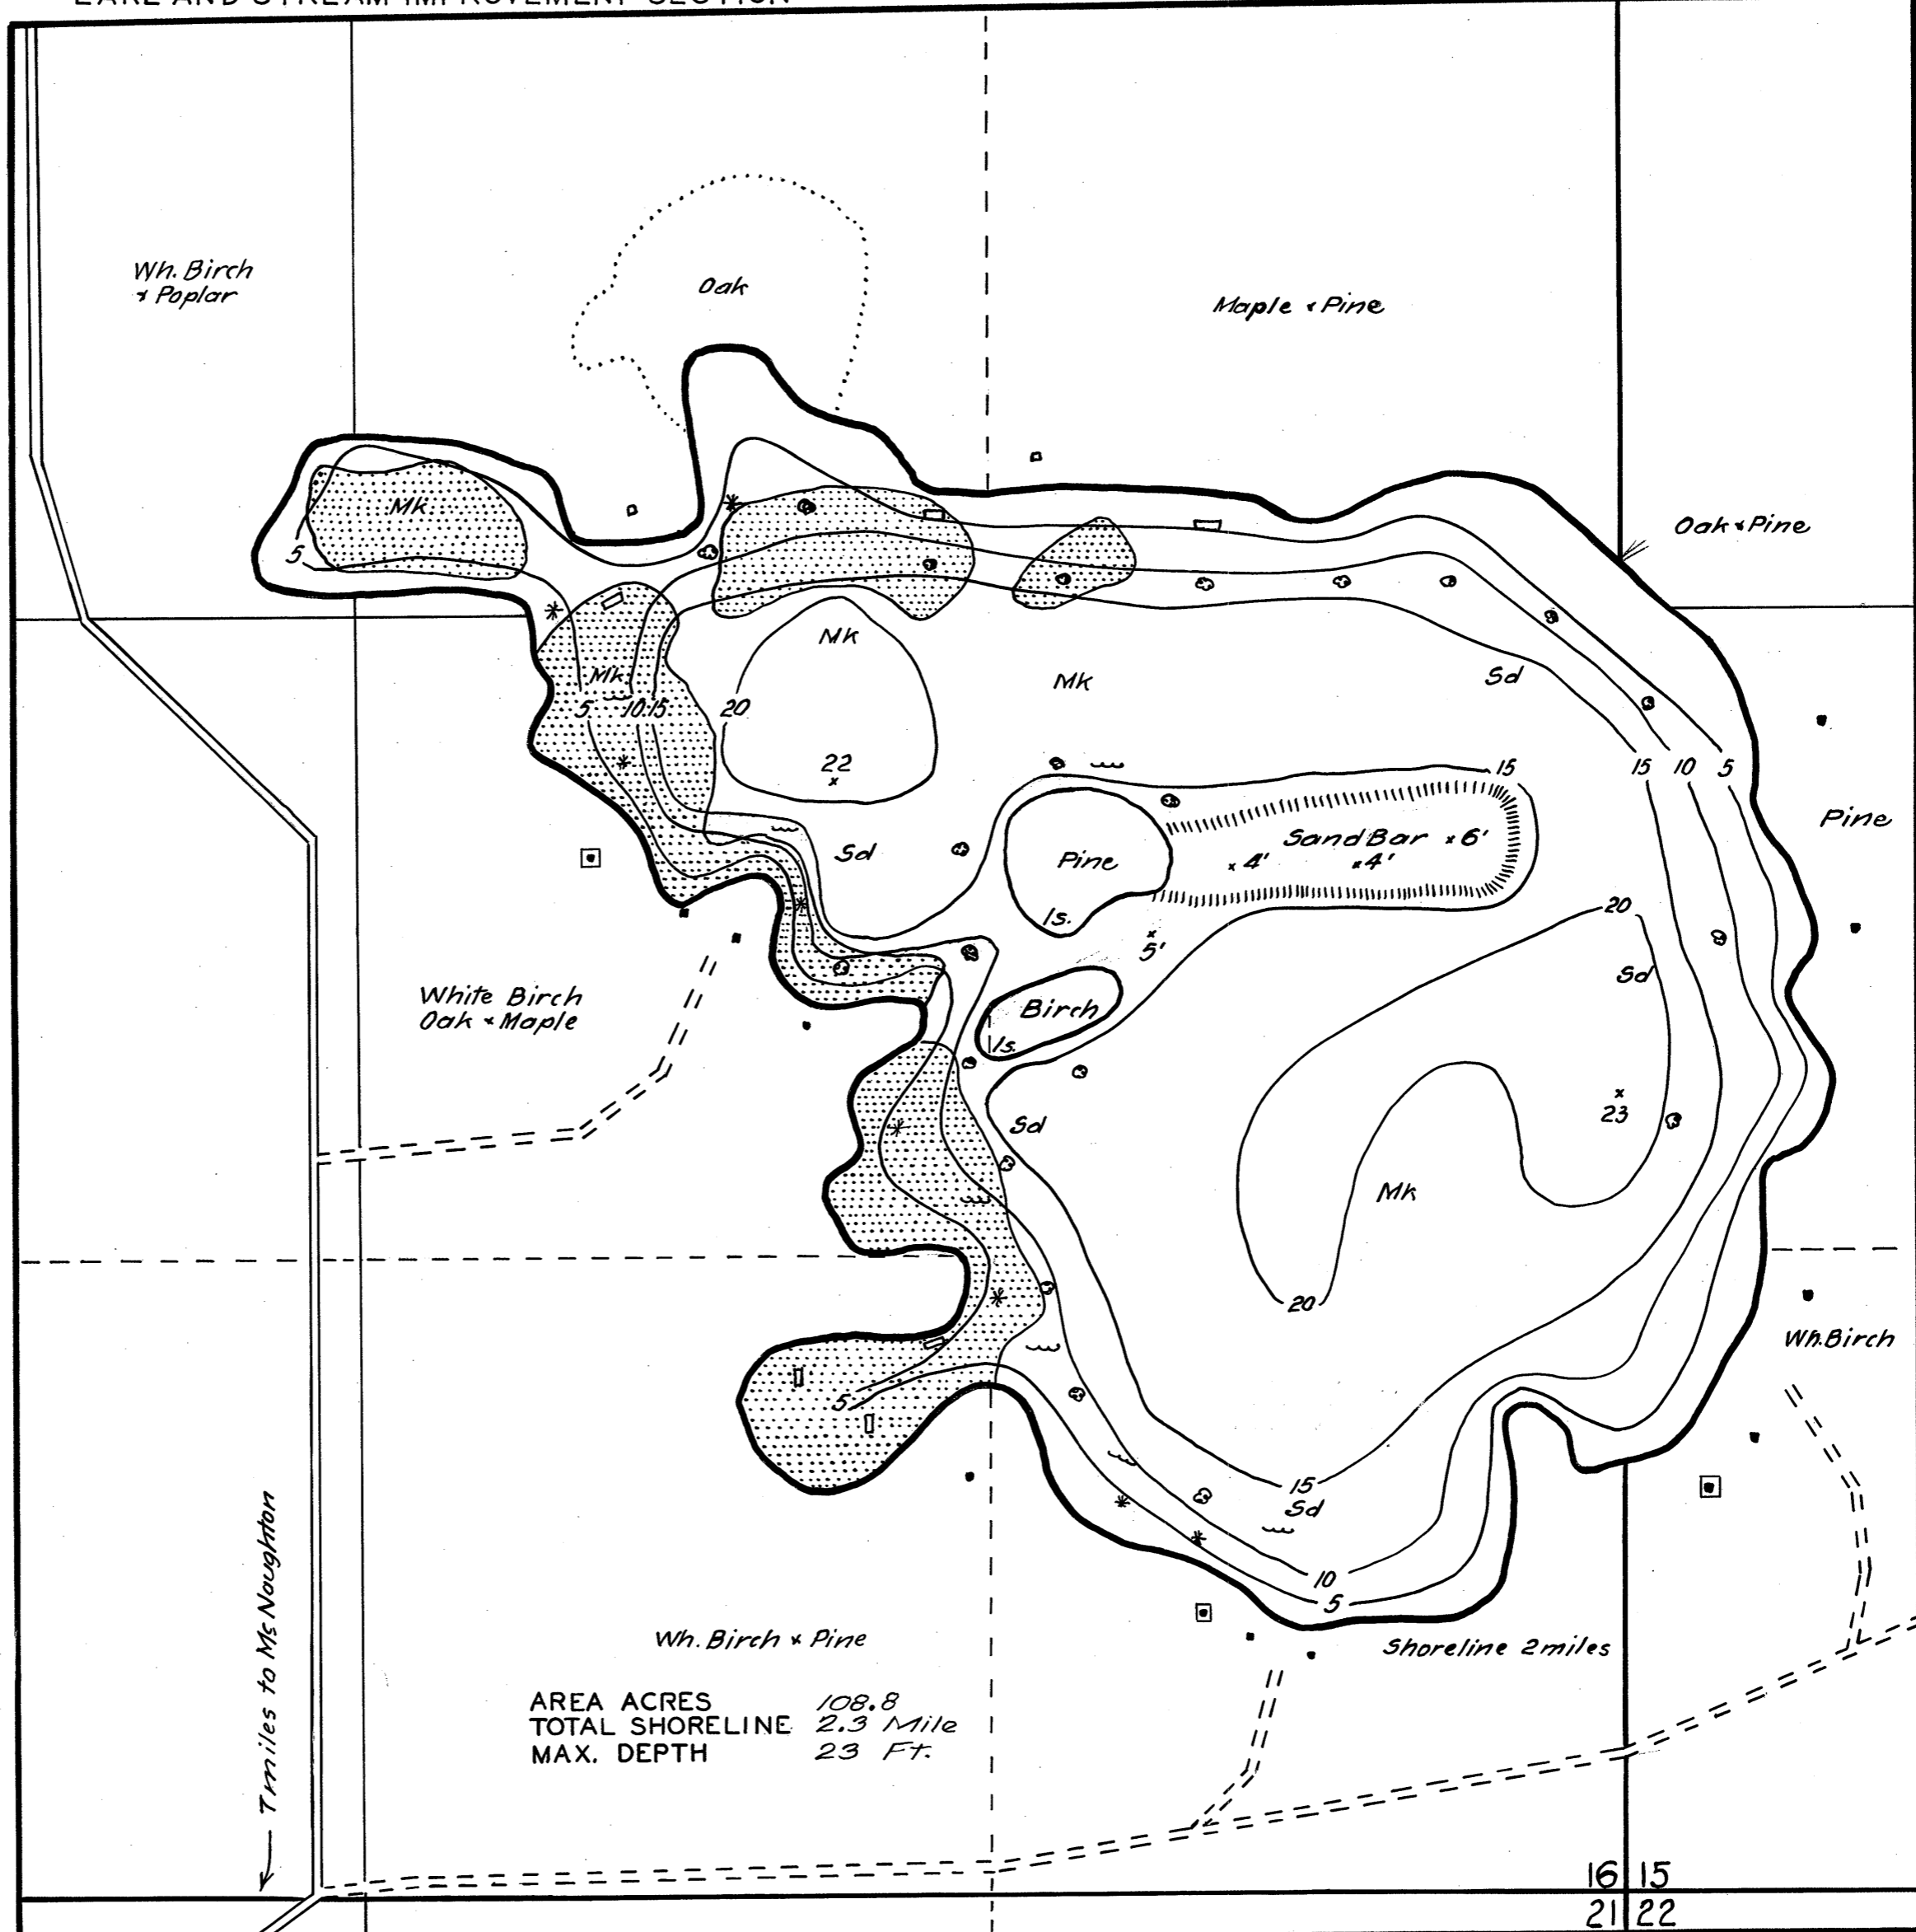 LAKE AND STREAM IMPROVEMENT SECTION
Wh. Birch
& Poplar
Oak
Maple & Pine
Oak & Pine
Mk
5
Mk
Mk
Sd
Mk
5 10 15 20
22
15 15 10 5
Pine
Sand Bar x 6'
x 4' x 4'
Sd
Pine
Is.
20
5'
Sd
White Birch
Oak & Maple
Birch
Is.
23
Sd
Mk
20
Wh. Birch
5
15
Sd
10
5
7 miles to McNaughton
Wh. Birch & Pine
Shoreline 2 miles
AREA ACRES 108.8
TOTAL SHORELINE 2.3 Mile
MAX. DEPTH 23 Ft.
16 15
21 22